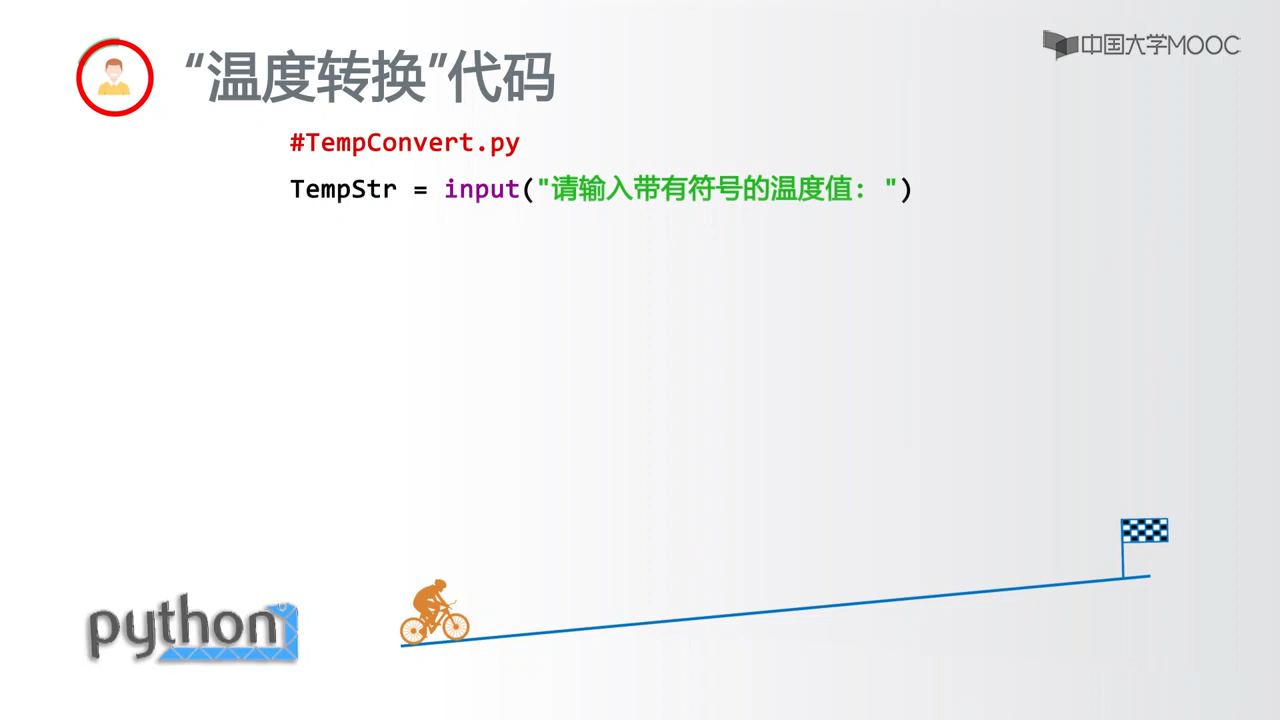 “温度转换”代码
中国大学MOOC
#TempConvert.py
TempStr = input("请输入带有符号的温度值: ")
python